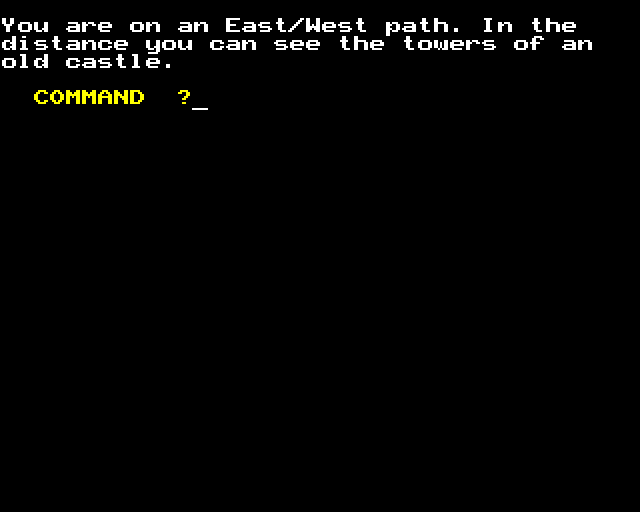 You are on an East/West path. In the
distance you can see the towers of an
old castle.
COMMAND ?_